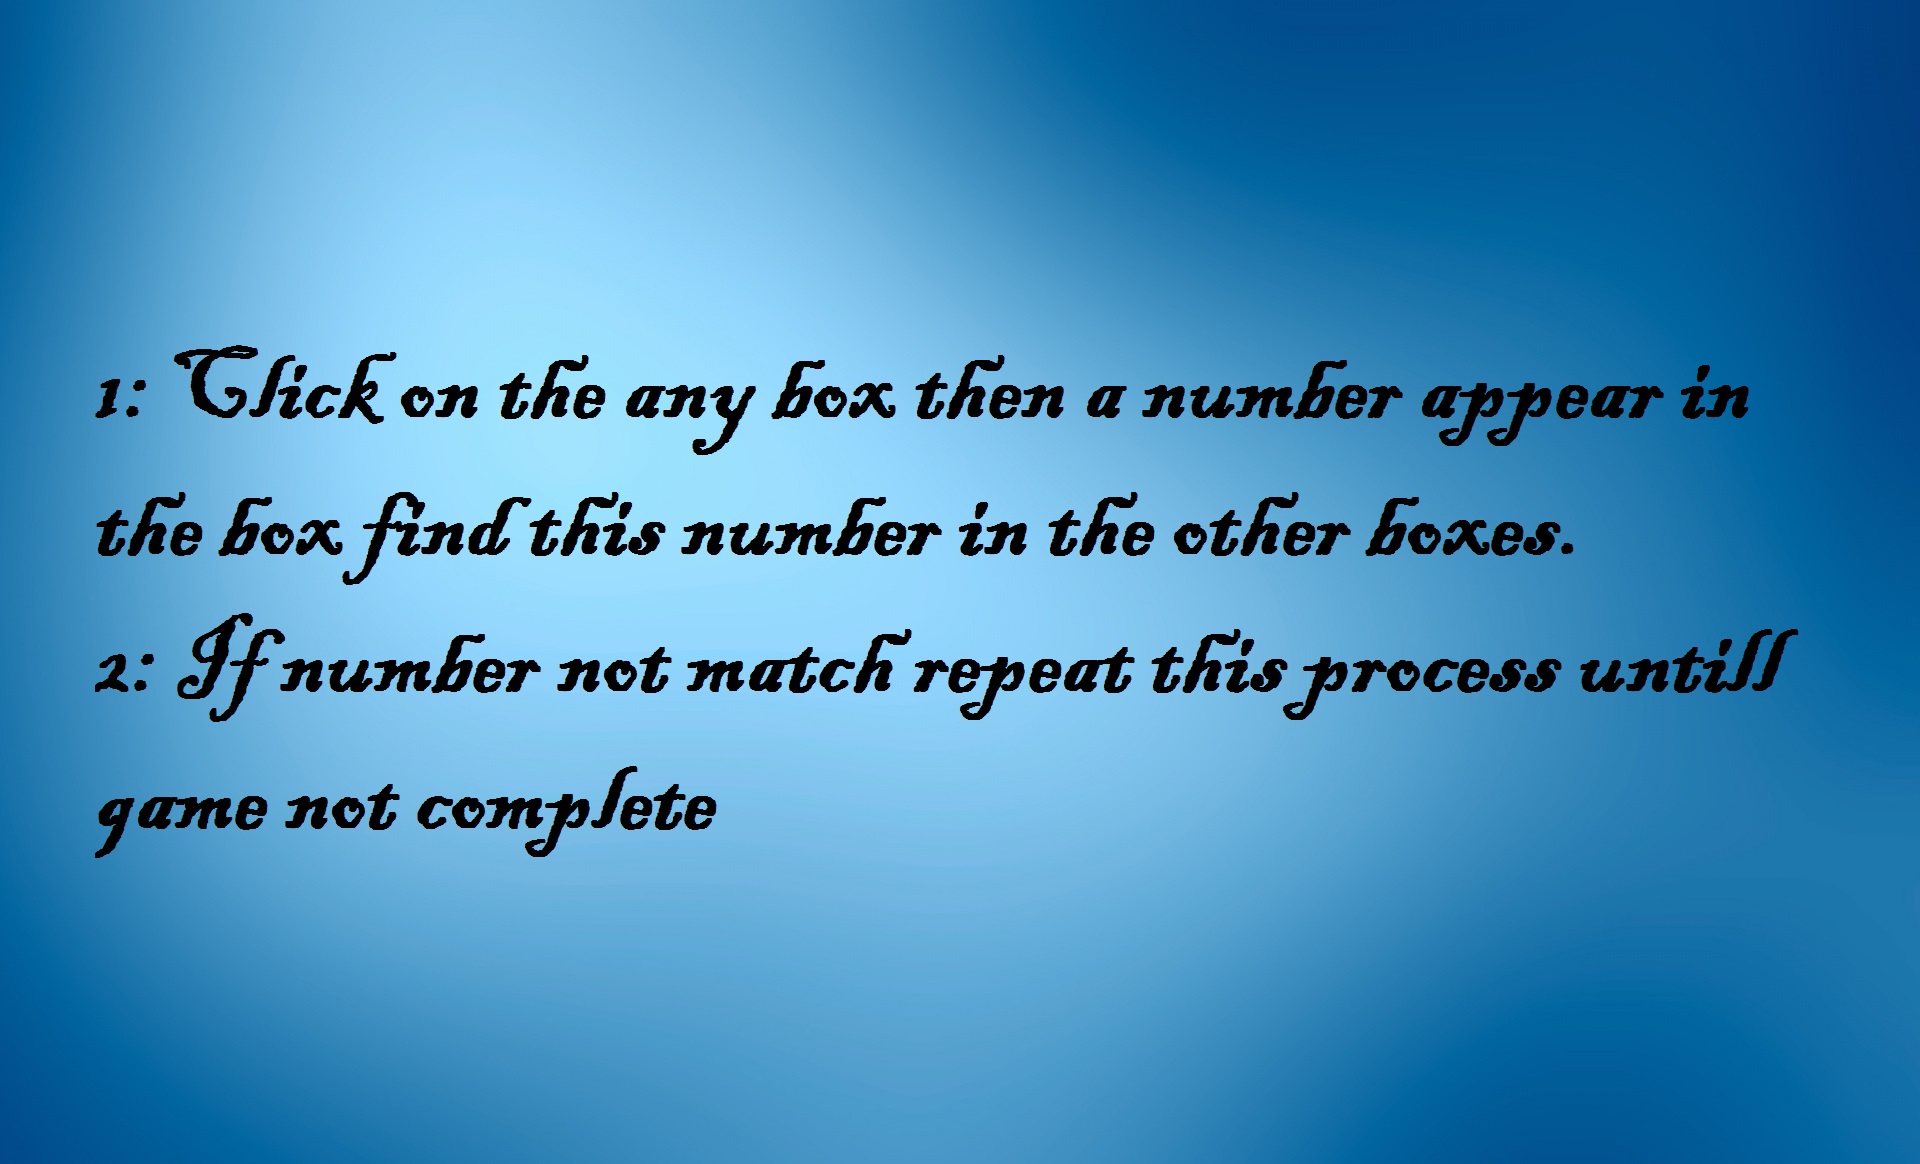 1: Click on the any box then a number appear in
the box find this number in the other boxes.
2: If number not match repeat this process untill
game not complete